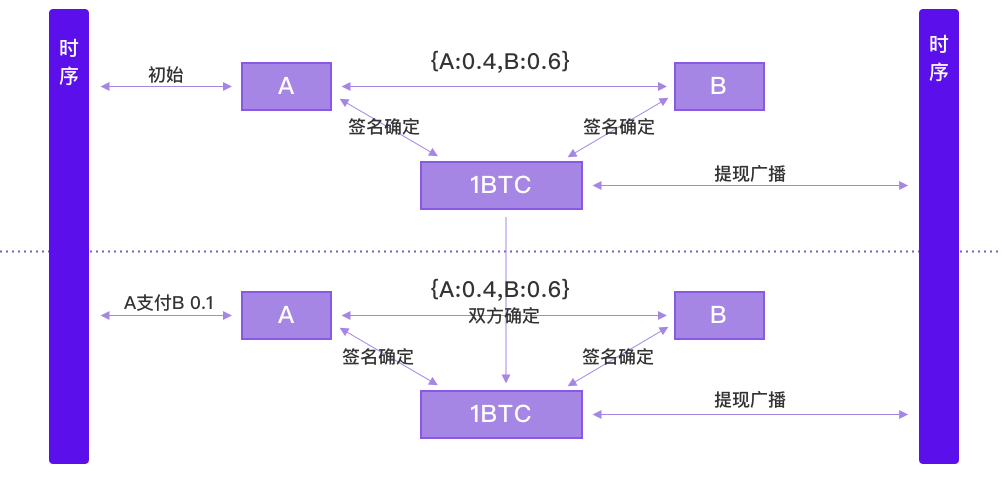 时序
时序
{A:0.4,B:0.6}
初始
A
B
签名确定
签名确定
1BTC
提现广播
{A:0.4,B:0.6}
A支付B 0.1
A
双方确定
B
签名确定
签名确定
1BTC
提现广播